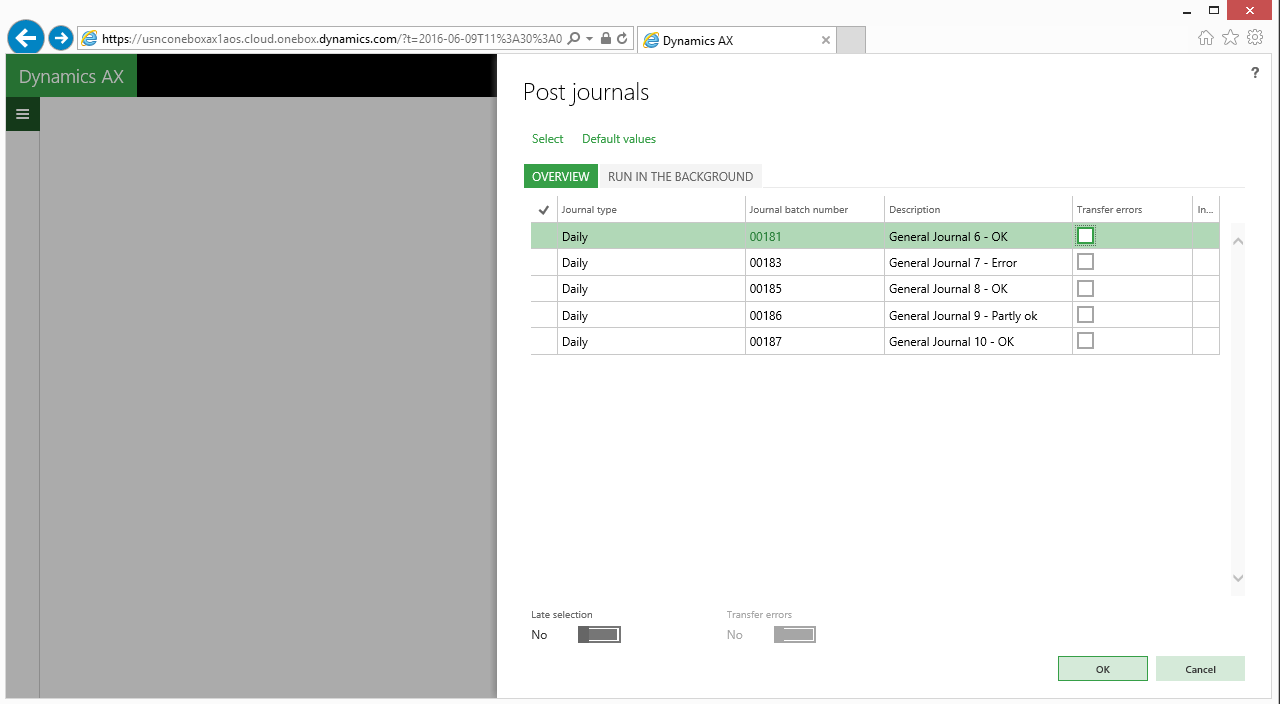 https://usnconeboxax1aos.cloud.onebox.dynamics.com/?t=2016-06-09T11%3A30%3A0
Dynamics AX
Dynamics AX
?
Post journals
Select Default values
OVERVIEW RUN IN THE BACKGROUND
Journal type Journal batch number Description Transfer errors In...
Daily 00181 General Journal 6 - OK
Daily 00183 General Journal 7 - Error
Daily 00185 General Journal 8 - OK
Daily 00186 General Journal 9 - Partly ok
Daily 00187 General Journal 10 - OK
Late selection Transfer errors
No No
OK Cancel